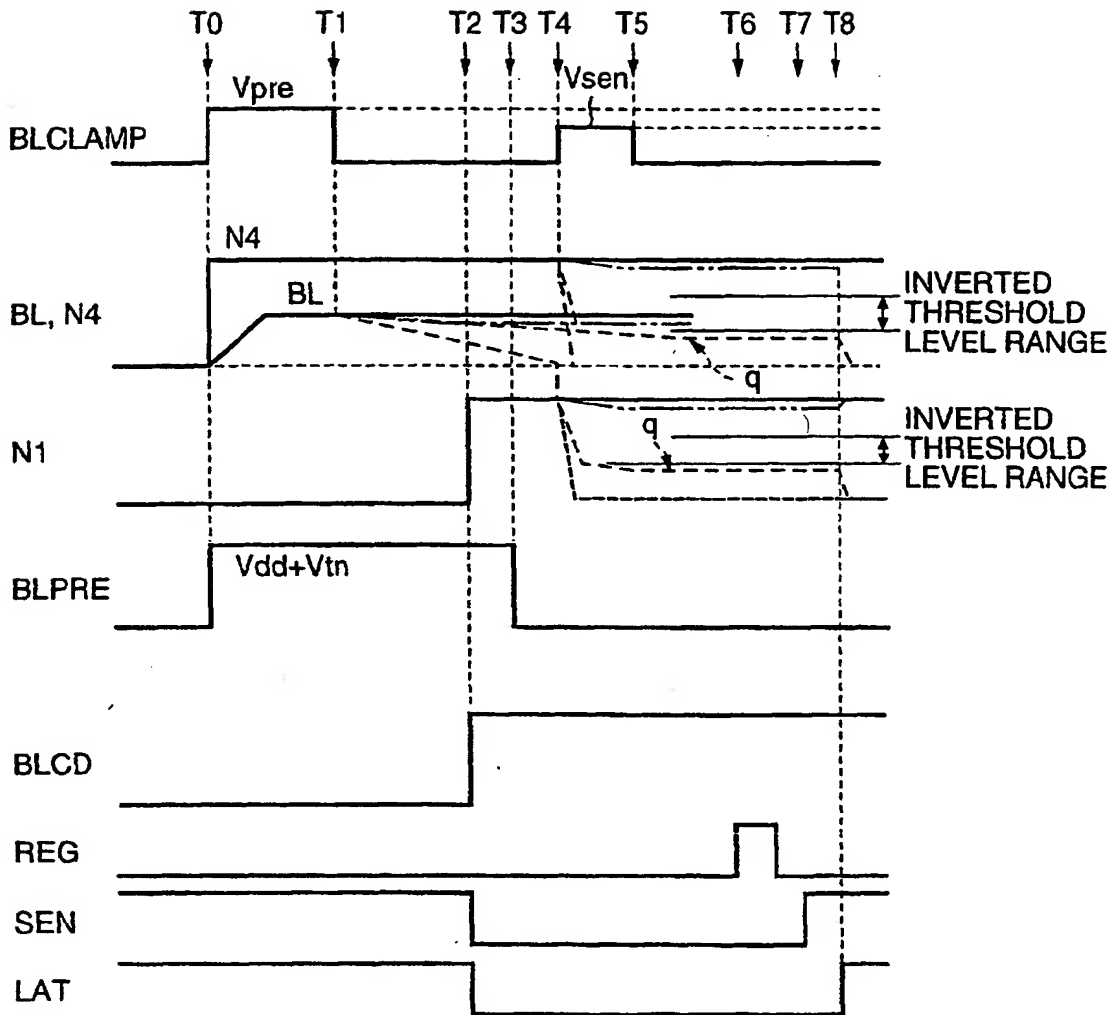 T0 T1 T2 T3 T4 T5 T6 T7 T8
Vpre Vsen
BLCLAMP
N4
BL
BL, N4
INVERTED
THRESHOLD
LEVEL RANGE
q
N1
q
INVERTED
THRESHOLD
LEVEL RANGE
Vdd+Vtn
BLPRE
BLCD
REG
SEN
LAT